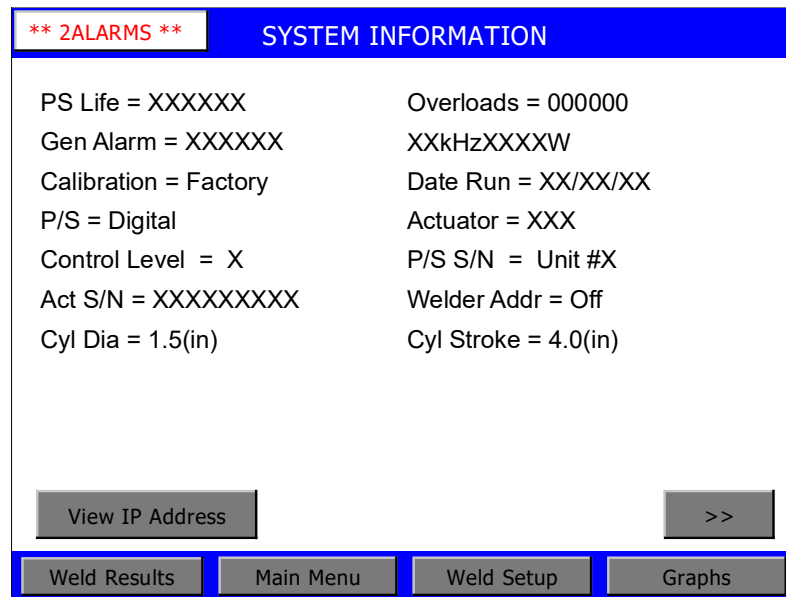 ** 2ALARMS **
SYSTEM INFORMATION
PS Life = XXXXXX
Overloads = 000000
Gen Alarm = XXXXXX
XXkHzXXXXW
Calibration = Factory
Date Run = XX/XX/XX
P/S = Digital
Actuator = XXX
Control Level = X
P/S S/N = Unit #X
Act S/N = XXXXXXXXX
Welder Addr = Off
Cyl Dia = 1.5(in)
Cyl Stroke = 4.0(in)
View IP Address
>>
Weld Results
Main Menu
Weld Setup
Graphs